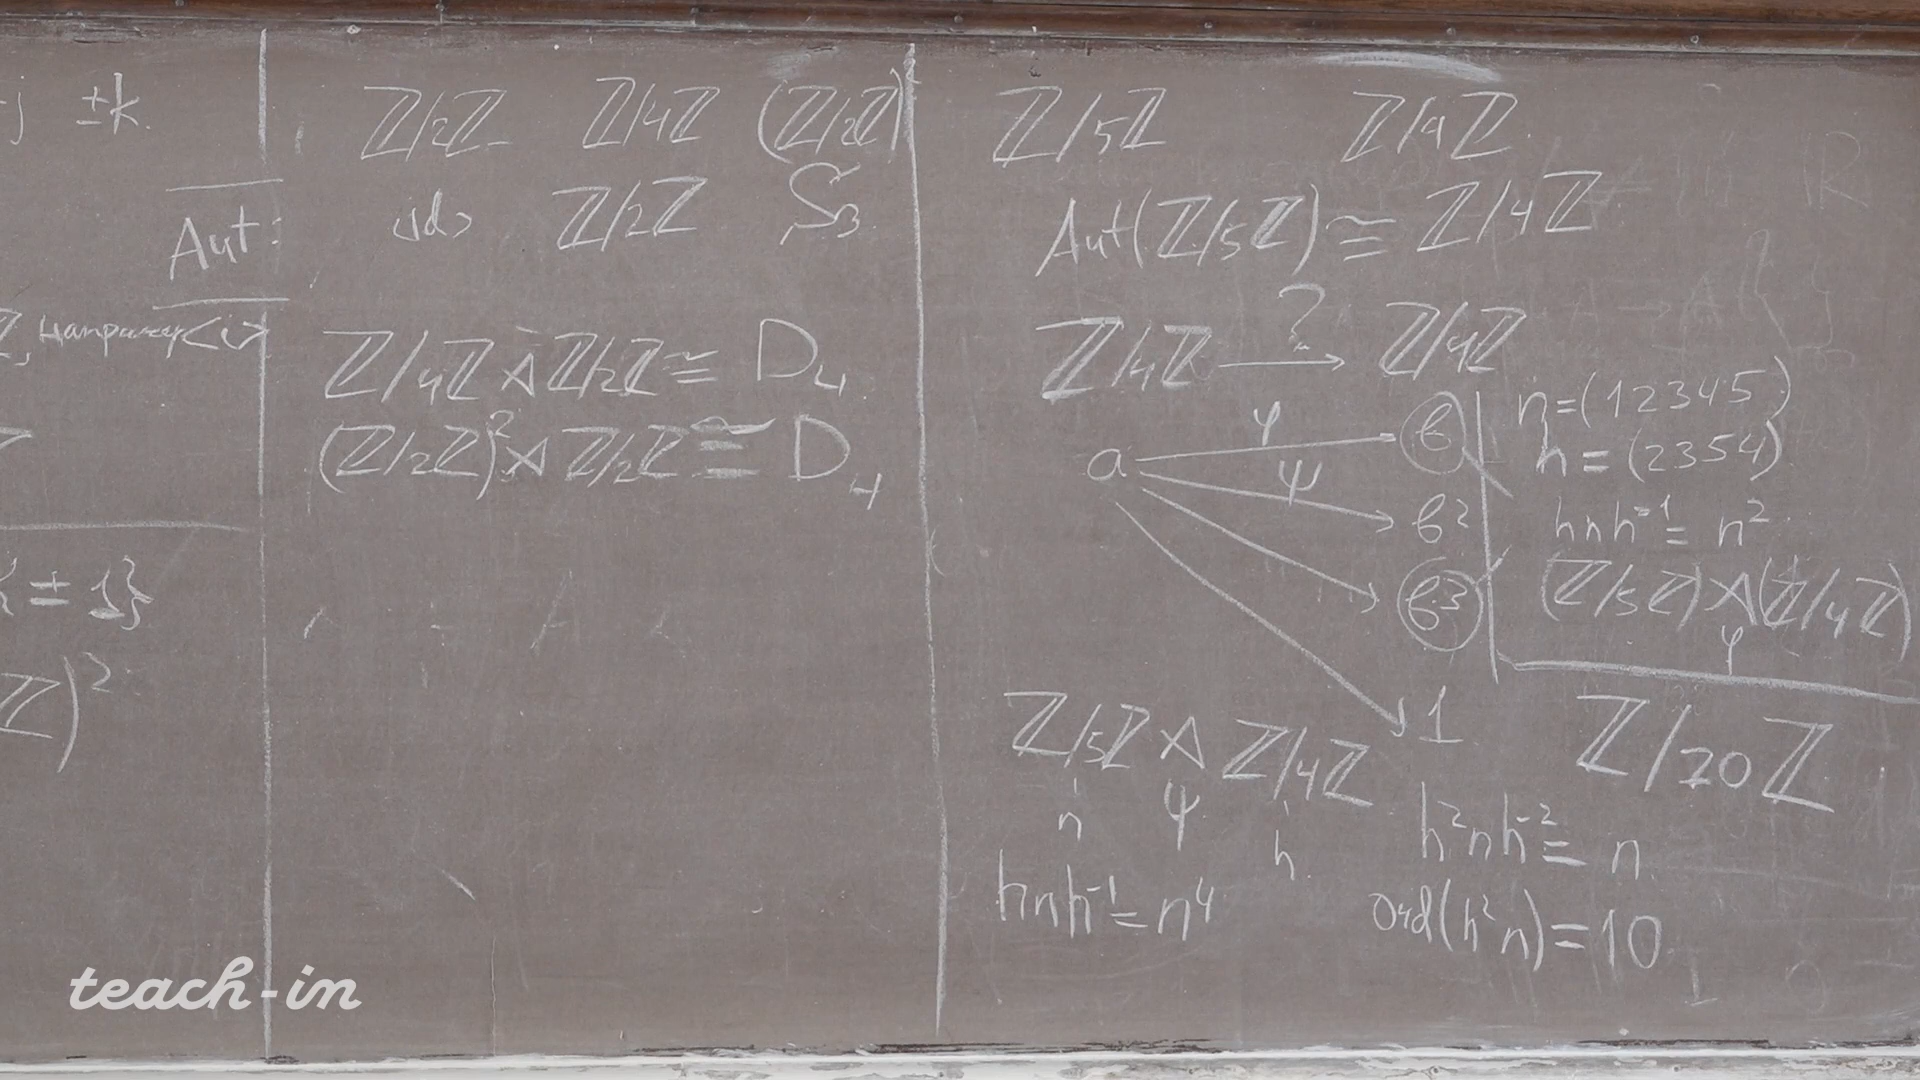 j ±k.
, например <i>
{±1}
Z)²
ℤ/2ℤ ℤ/4ℤ (ℤ/2ℤ)
Aut: <id> ℤ/2ℤ S₃
ℤ/4ℤ ⋋ ℤ/2ℤ ≅ D₄
(ℤ/2ℤ)² ⋋ ℤ/2ℤ ≅ D₄
ℤ/5ℤ ℤ/4ℤ
Aut(ℤ/5ℤ) ≅ ℤ/4ℤ
ℤ/4ℤ ?→ ℤ/4ℤ
a φ→ b
ψ→ b²
→ b³
→ 1
n=(12345)
h=(2354)
hnh⁻¹=n²
(ℤ/5ℤ)⋋(ℤ/4ℤ)
φ
ℤ/5ℤ ⋋ ℤ/4ℤ
n ψ h
hnh⁻¹=n⁴
ℤ/20ℤ
h²nh⁻²=n
ord(h²n)=10
teach-in